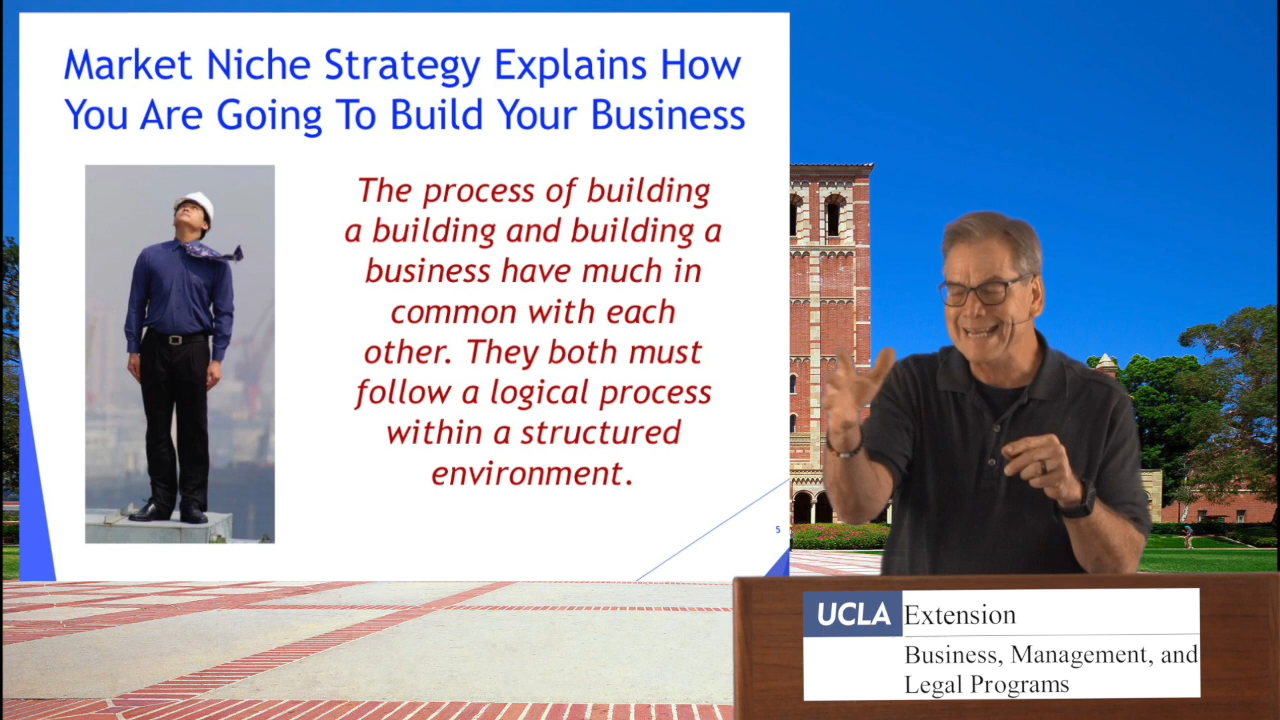 Market Niche Strategy Explains How
You Are Going To Build Your Business
The process of building
a building and building a
business have much in
common with each
other. They both must
follow a logical process
within a structured
environment.
5
UCLA Extension
Business, Management, and
Legal Programs